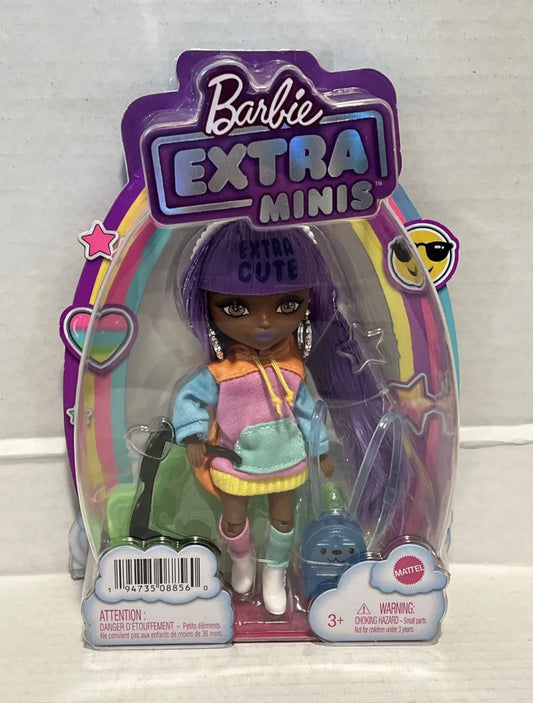 Barbie
EXTRA
MINIS™
EXTRA
CUTE
1 94735 08856 0
ATTENTION :
DANGER D'ÉTOUFFEMENT – Petits éléments.
Ne convient pas aux enfants de moins de 36 mois.
MATTEL
3+
WARNING:
CHOKING HAZARD – Small parts.
Not for children under 3 years.